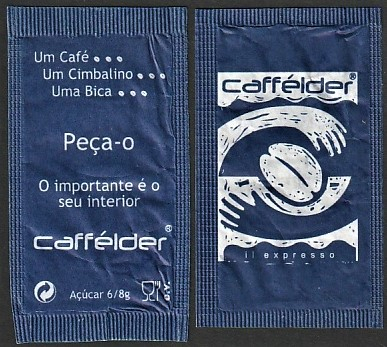 Um Café ...
Um Cimbalino ...
Uma Bica ...
Peça-o
O importante é o
seu interior
caffélder®
Açúcar 6/8g
caffélder®
il expresso